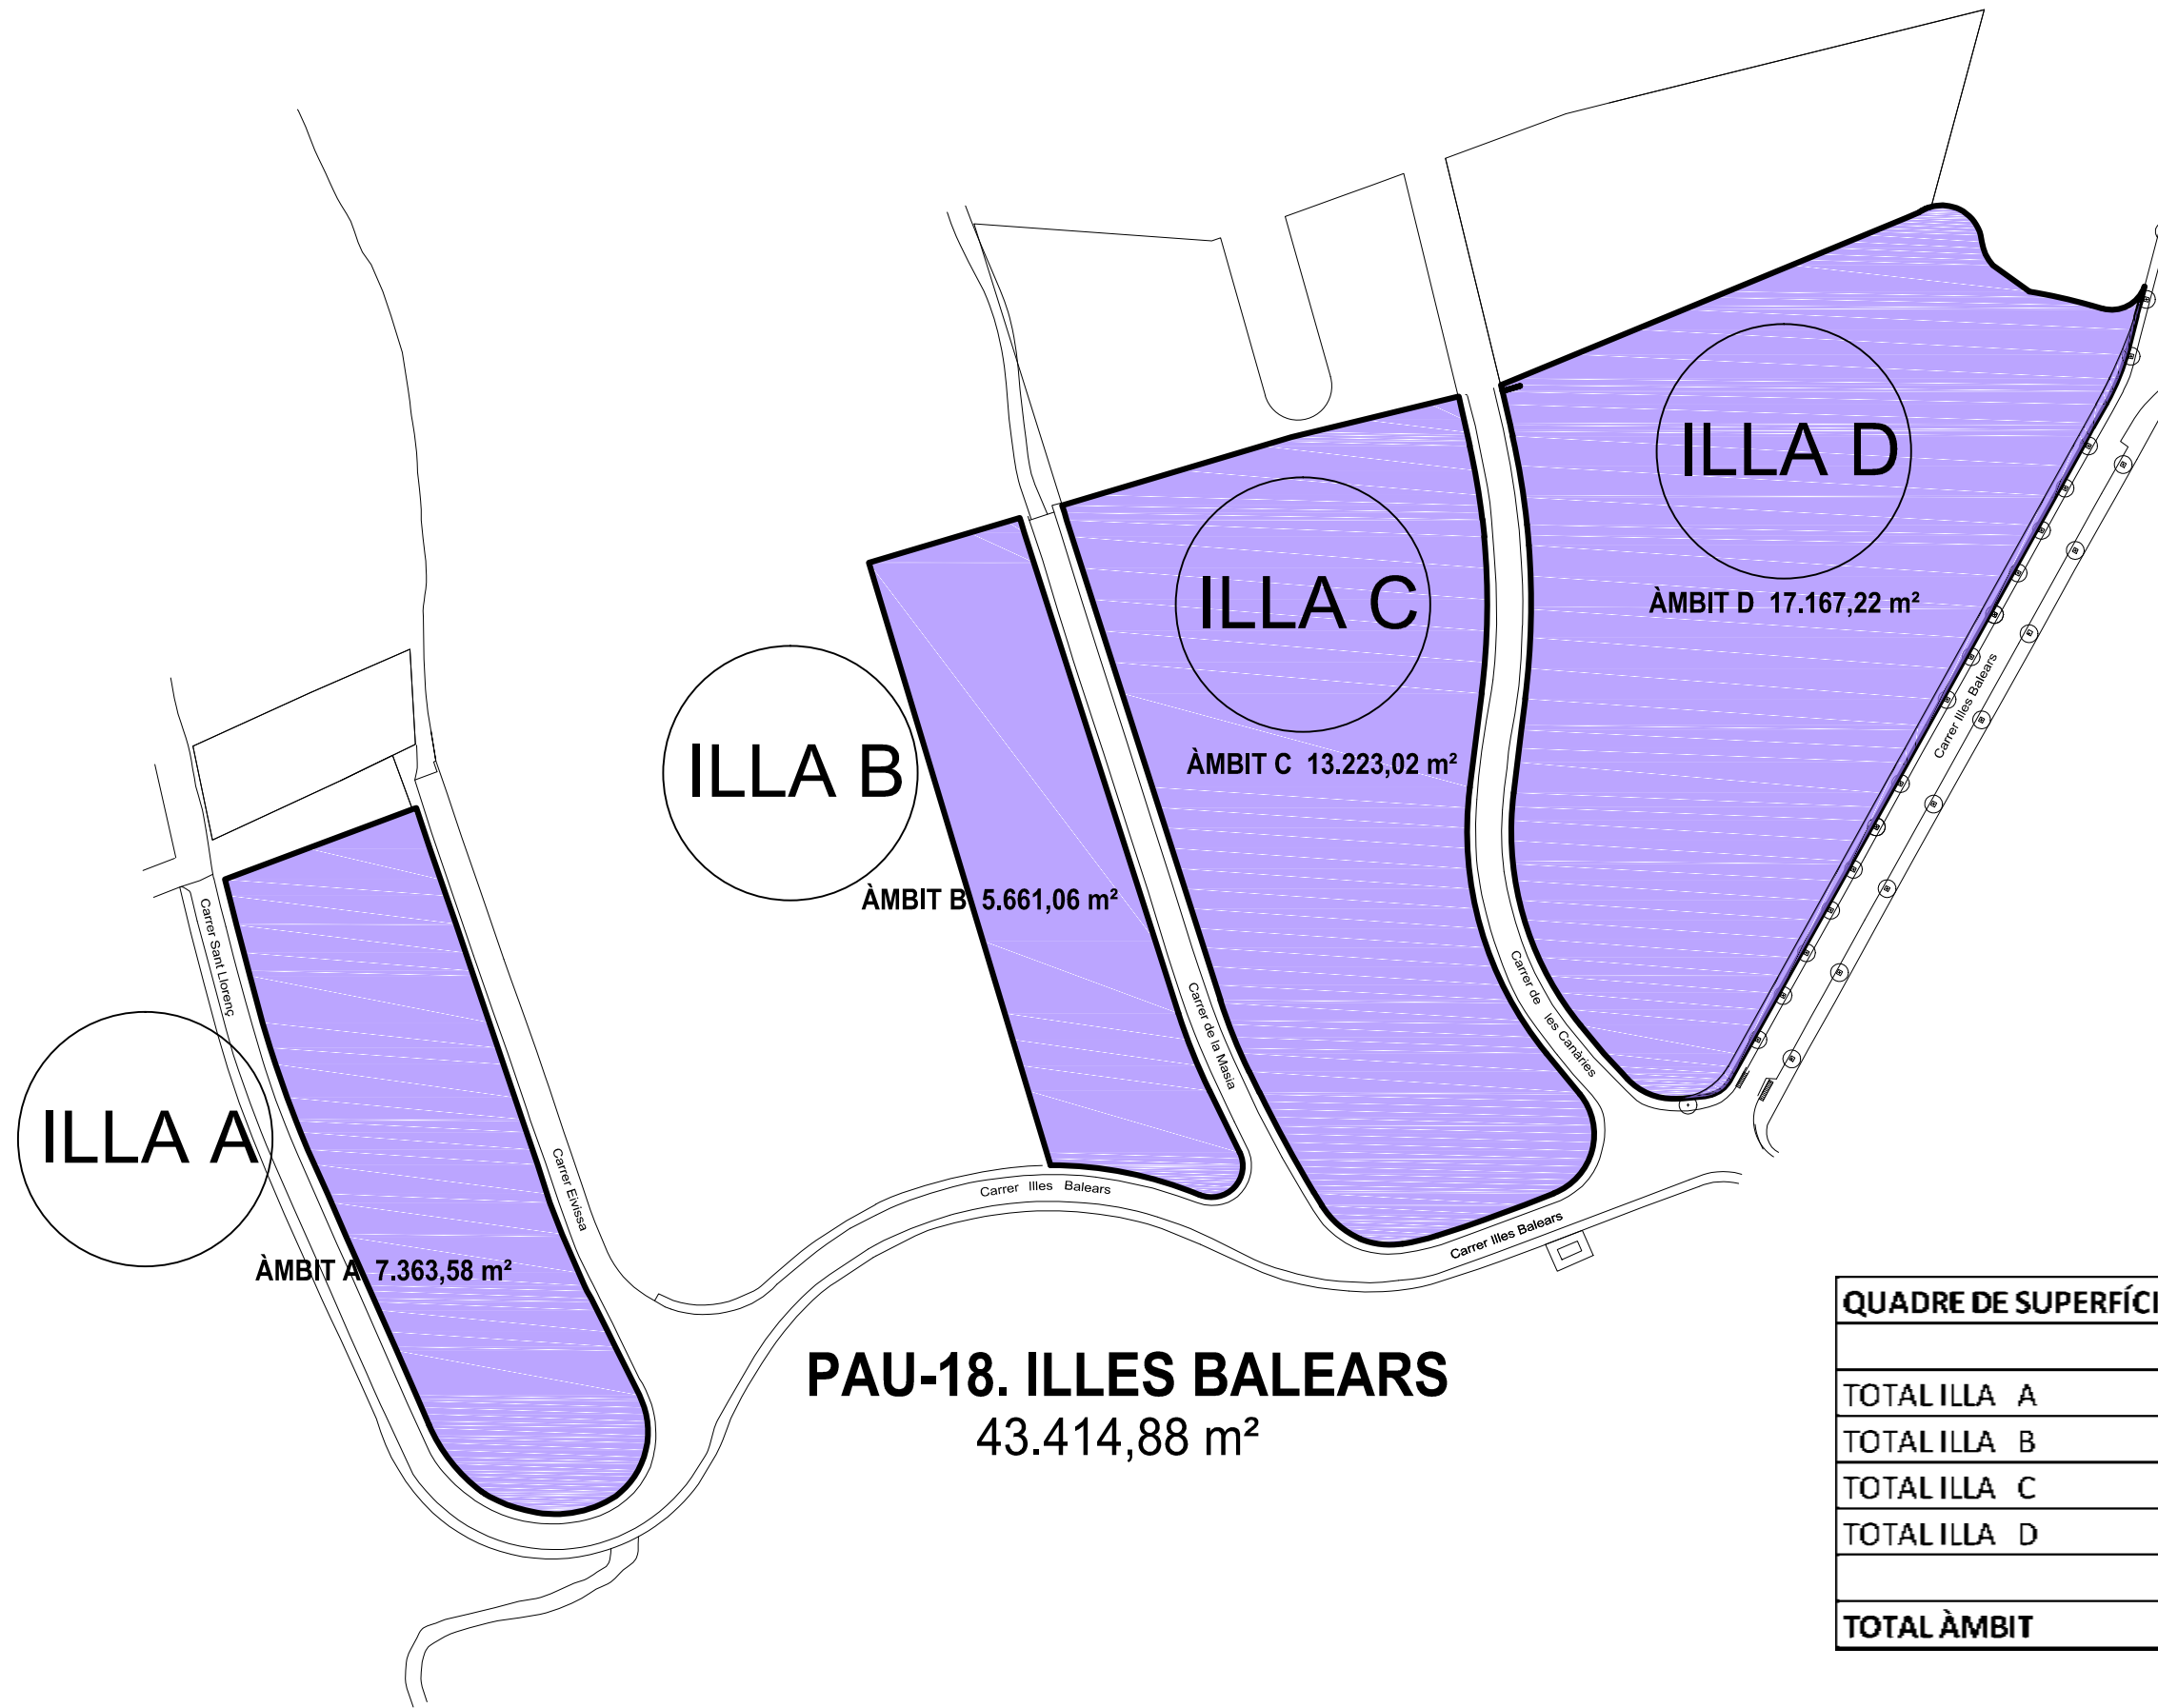 ILLA D
ÀMBIT D 17.167,22 m²
ILLA C
ÀMBIT C 13.223,02 m²
ILLA B
ÀMBIT B 5.661,06 m²
ILLA A
ÀMBIT A 7.363,58 m²
Carrer Sant Llorenç
Carrer Eivissa
Carrer Illes Balears
Carrer de la Masia
Carrer de les Canàries
Carrer Illes Balears
Carrer Illes Balears
PAU-18. ILLES BALEARS
43.414,88 m²
QUADRE DE SUPERFÍCI
TOTAL ILLA A
TOTAL ILLA B
TOTAL ILLA C
TOTAL ILLA D
TOTAL ÀMBIT